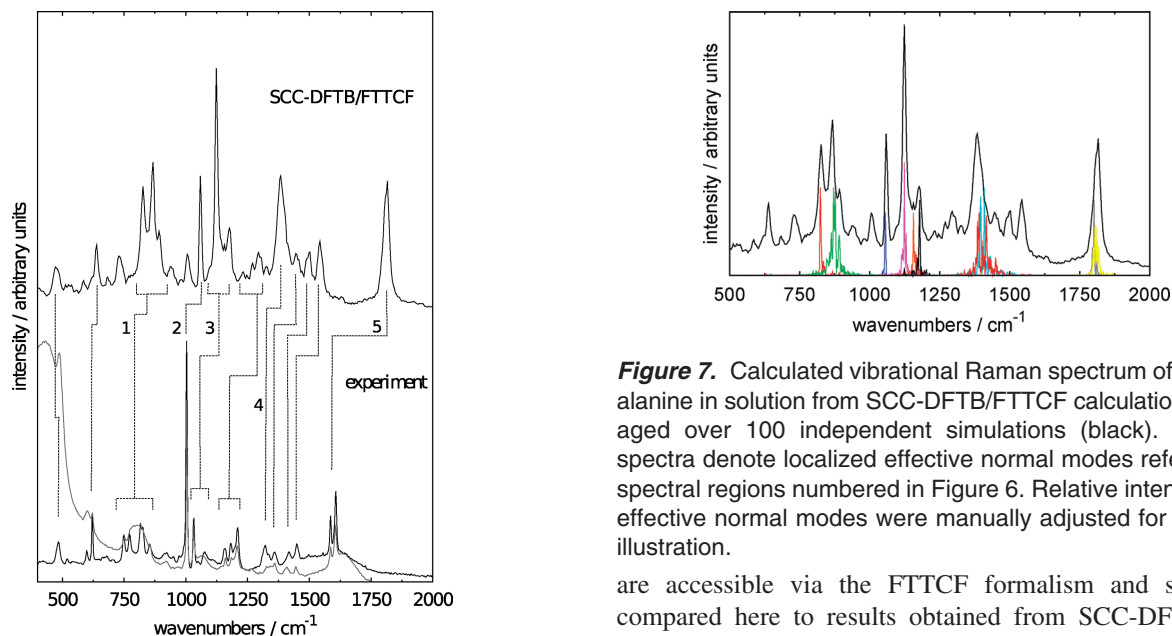 SCC-DFTB/FTTCF
1
2
3
5
experiment
4
intensity / arbitrary units
500 750 1000 1250 1500 1750 2000
wavenumbers / cm-1
intensity / arbitrary units
500 750 1000 1250 1500 1750 2000
wavenumbers / cm-1
Figure 7. Calculated vibrational Raman spectrum of
alanine in solution from SCC-DFTB/FTTCF calculation
aged over 100 independent simulations (black).
spectra denote localized effective normal modes refe
spectral regions numbered in Figure 6. Relative inten
effective normal modes were manually adjusted for
illustration.
are accessible via the FTTCF formalism and s
compared here to results obtained from SCC-DF